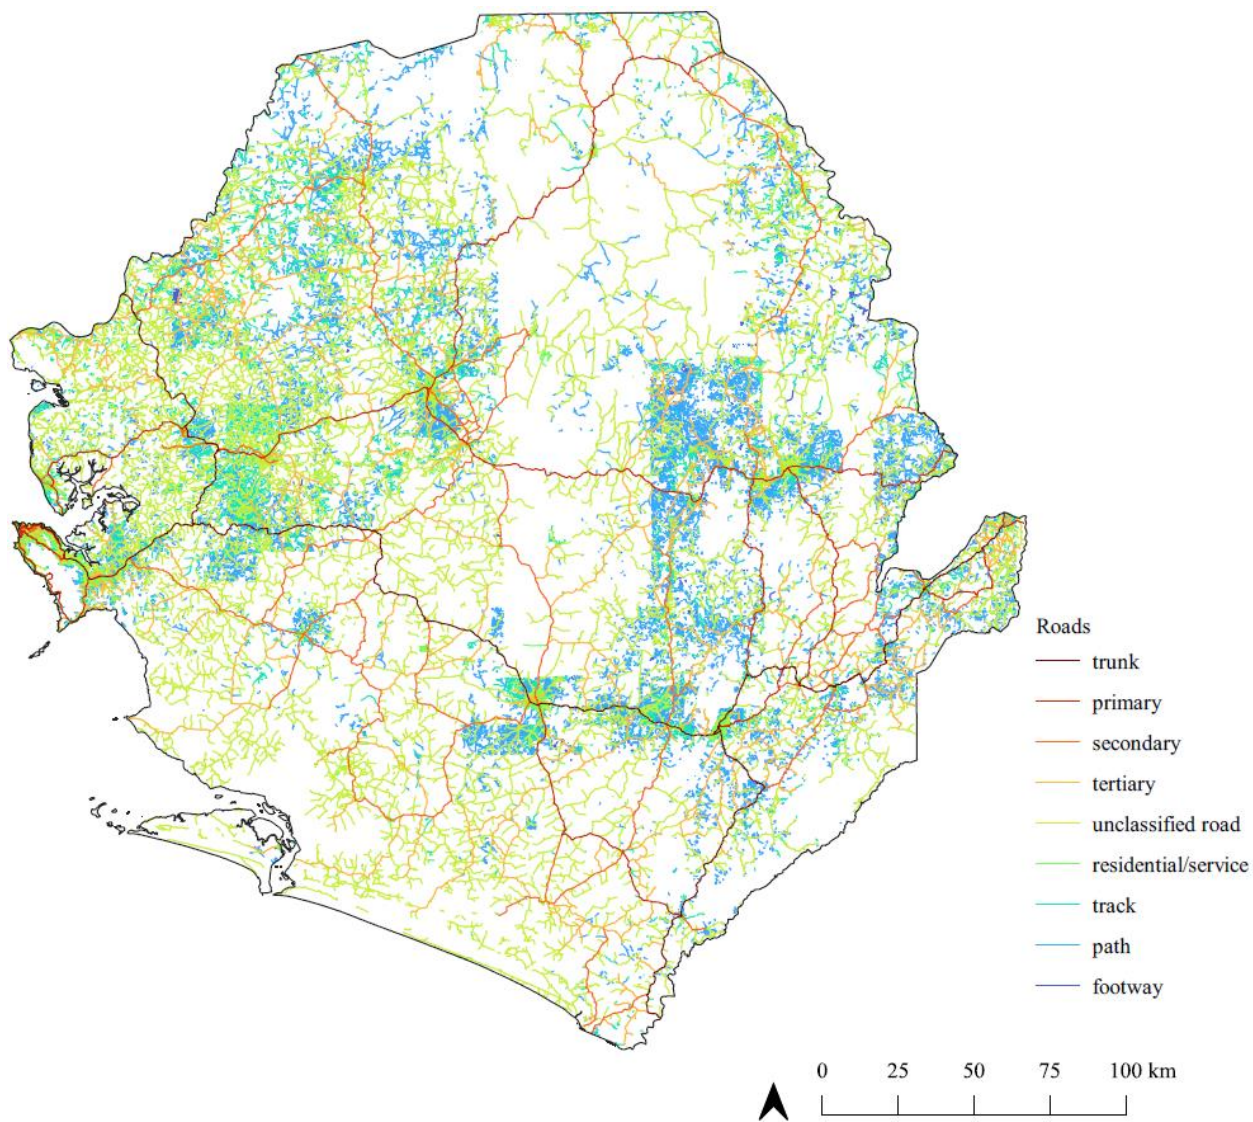 Roads
trunk
primary
secondary
tertiary
unclassified road
residential/service
track
path
footway
0 25 50 75 100 km